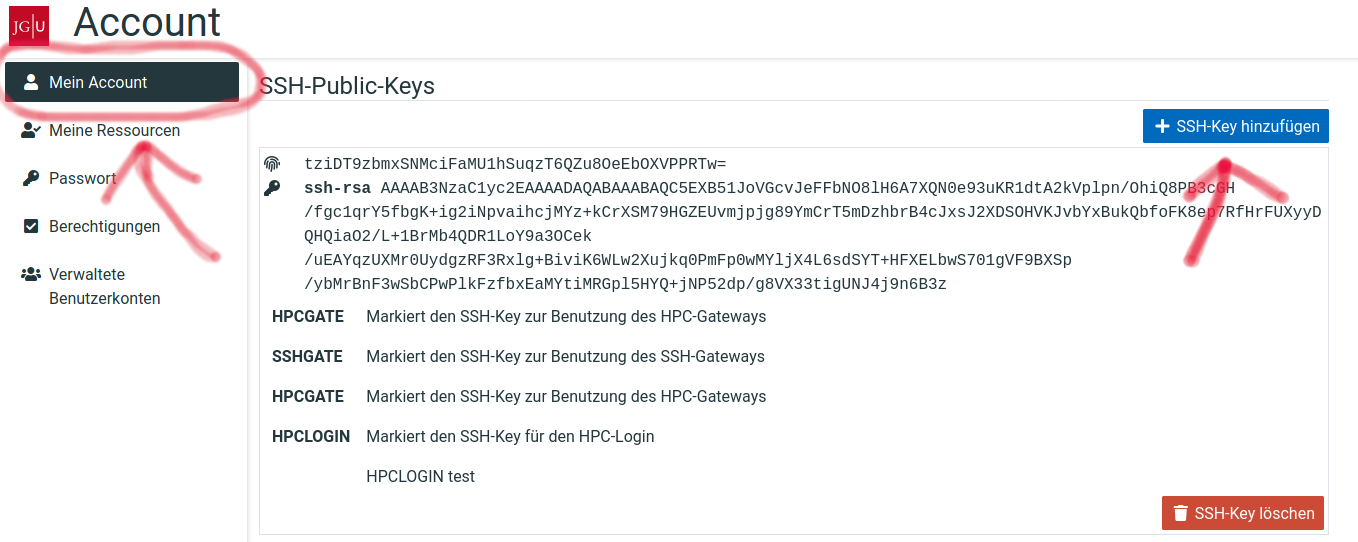 JG|U
Account
Mein Account
Meine Ressourcen
Passwort
Berechtigungen
Verwaltete
Benutzerkonten
SSH-Public-Keys
SSH-Key hinzufügen
tziDT9zbmxSNMciFaMU1hSuqzT6QZu8OeEbOXVPPRTw=
ssh-rsa AAAAB3NzaC1yc2EAAAADAQABAAABAQC5EXB51JoVGcvJeFFbNO8lH6A7XQN0e93uKR1dtA2kVplpn/OhiQ8PB3cGH
/fgc1qrY5fbgK+ig2iNpvaihcjMYz+kCrXSM79HGZEUvmjpjg89YmCrT5mDzhbrB4cJxsJ2XDSOHVKJvbYxBukQbfoFK8ep7RfHrFUXyyD
QHQiaO2/L+1BrMb4QDR1LoY9a3OCek
/uEAYqzUXMr0UydgzRF3Rxlg+BiviK6WLw2Xujkq0PmFp0wMYljX4L6sdSYT+HFXELbwS701gVF9BXSp
/ybMrBnF3wSbCPwPlkFzfbxEaMYtiMRGpl5HYQ+jNP52dp/g8VX33tigUNJ4j9n6B3z
HPCGATE Markiert den SSH-Key zur Benutzung des HPC-Gateways
SSHGATE Markiert den SSH-Key zur Benutzung des SSH-Gateways
HPCGATE Markiert den SSH-Key zur Benutzung des HPC-Gateways
HPCLOGIN Markiert den SSH-Key für den HPC-Login
HPCLOGIN test
SSH-Key löschen